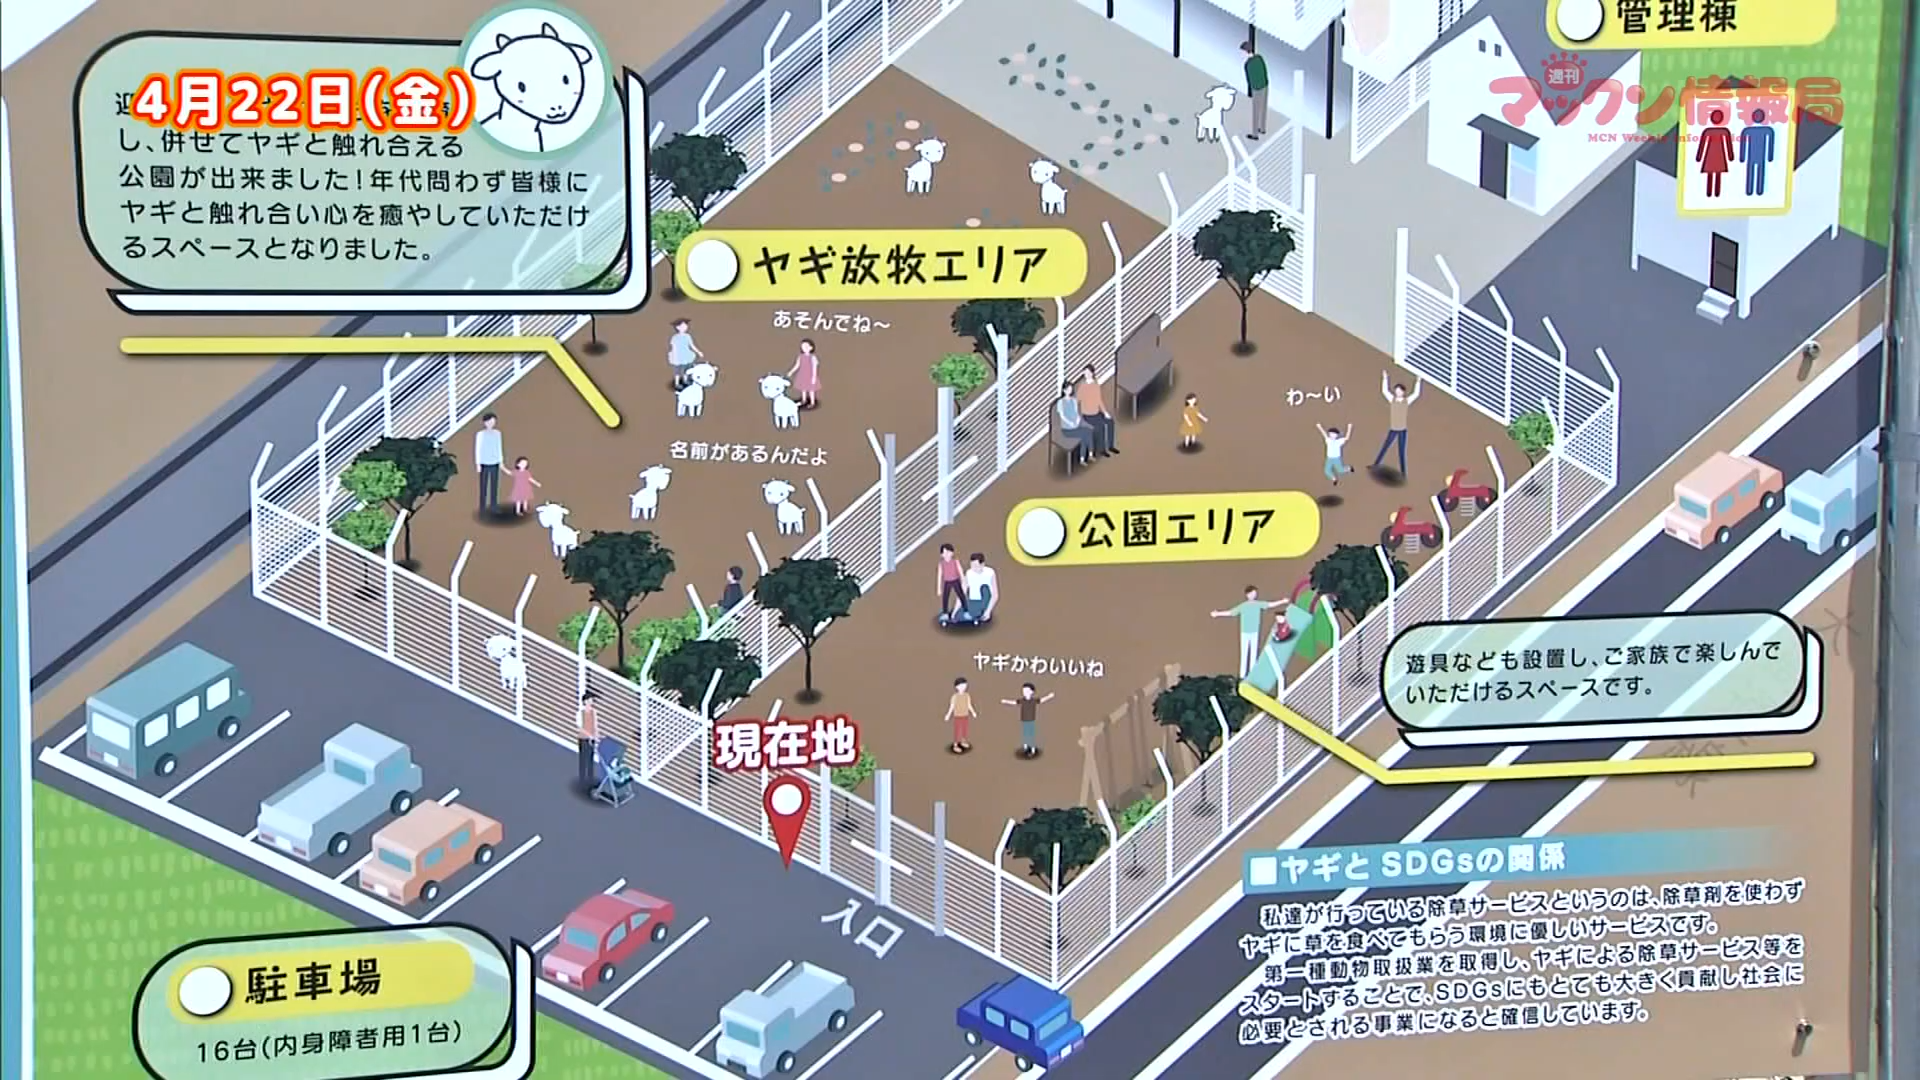 4月22日(金)
し、併せてヤギと触れ合える
公園が出来ました!年代問わず皆様に
ヤギと触れ合い心を癒やしていただけ
るスペースとなりました。
管理棟
週刊
マックン情報局
MCN Weekly
ヤギ放牧エリア
あそんでね～
名前があるんだよ
わ～い
公園エリア
ヤギかわいいね
遊具なども設置し、ご家族で楽しんで
いただけるスペースです。
現在地
入口
駐車場
16台(内身障者用1台)
■ヤギと SDGsの関係
私達が行っている除草サービスというのは、除草剤を使わず
ヤギに草を食べてもらう環境に優しいサービスです。
第一種動物取扱業を取得し、ヤギによる除草サービス等を
スタートすることで、SDGsにもとても大きく貢献し社会に
必要とされる事業になると確信しています。